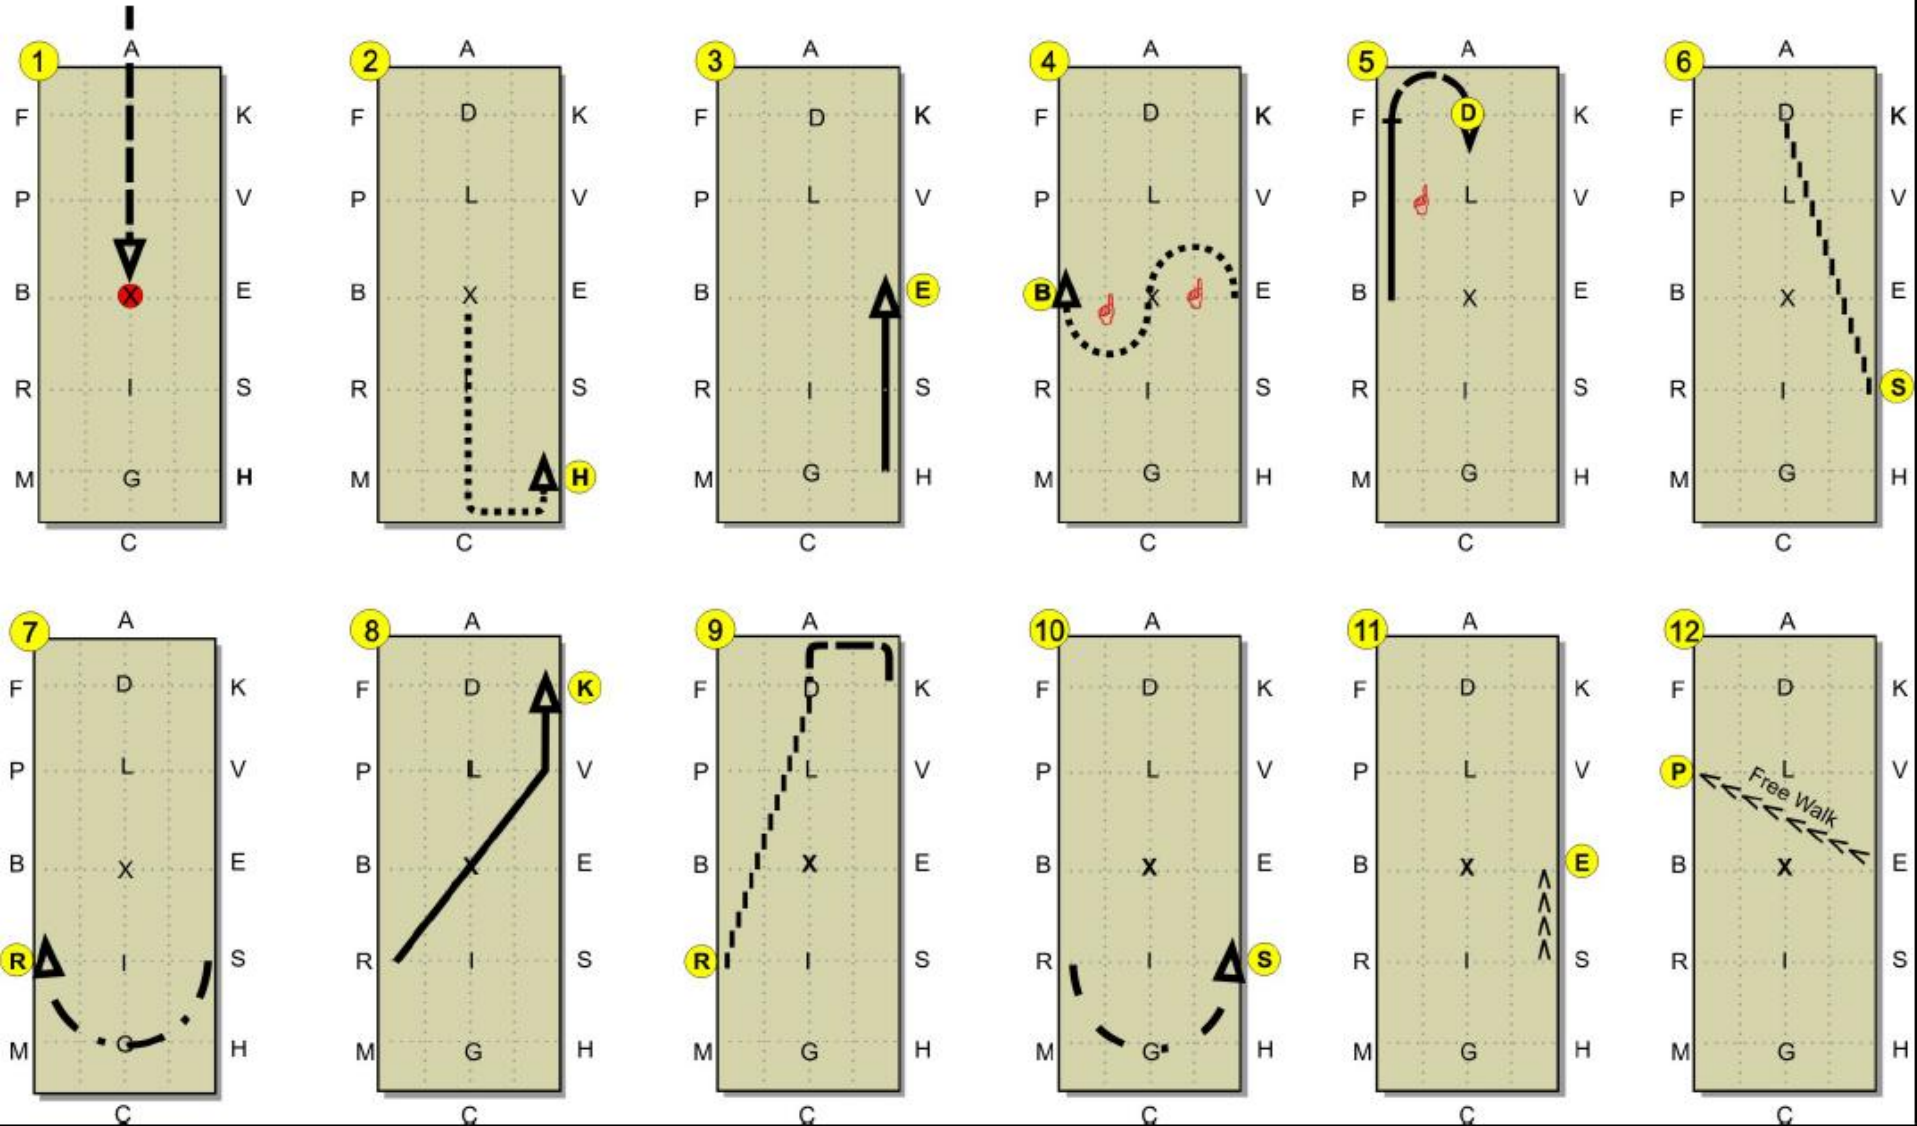 1
A
F K
P V
B X E
R I S
M G H
C
2
A
F D K
P L V
B X E
R I S
M H
C
3
A
F D K
P L V
B E
R I S
M G H
C
4
A
F D K
P L V
B X E
R I S
M G H
C
5
A
F D K
P L V
B X E
R I S
M G H
C
6
A
F D K
P L V
B X E
R I S
M G H
C
7
A
F D K
P L V
B X E
R I S
M G H
C
8
A
F D K
P L V
B X E
R I S
M G H
C
9
A
F D K
P L V
B X E
R I S
M G H
C
10
A
F D K
P L V
B X E
R I S
M G H
C
11
A
F D K
P L V
B X E
R I S
M G H
C
12
A
F D K
P L V
Free Walk
B X E
R I S
M G H
C